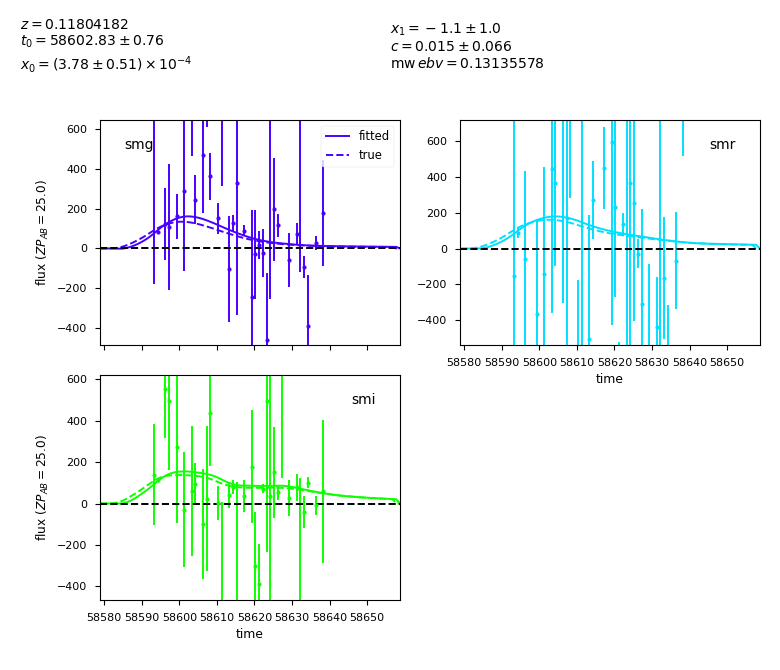 z = 0.11804182
t₀ = 58602.83 ± 0.76
x₀ = (3.78 ± 0.51) × 10⁻⁴
x₁ = −1.1 ± 1.0
c = 0.015 ± 0.066
mw ebv = 0.13135578
smg
fitted
true
600
400
200
0
−200
−400
flux (ZP_AB = 25.0)
smr
600
400
200
0
−200
−400
58580 58590 58600 58610 58620 58630 58640 58650
time
smi
600
400
200
0
−200
−400
flux (ZP_AB = 25.0)
58580 58590 58600 58610 58620 58630 58640 58650
time